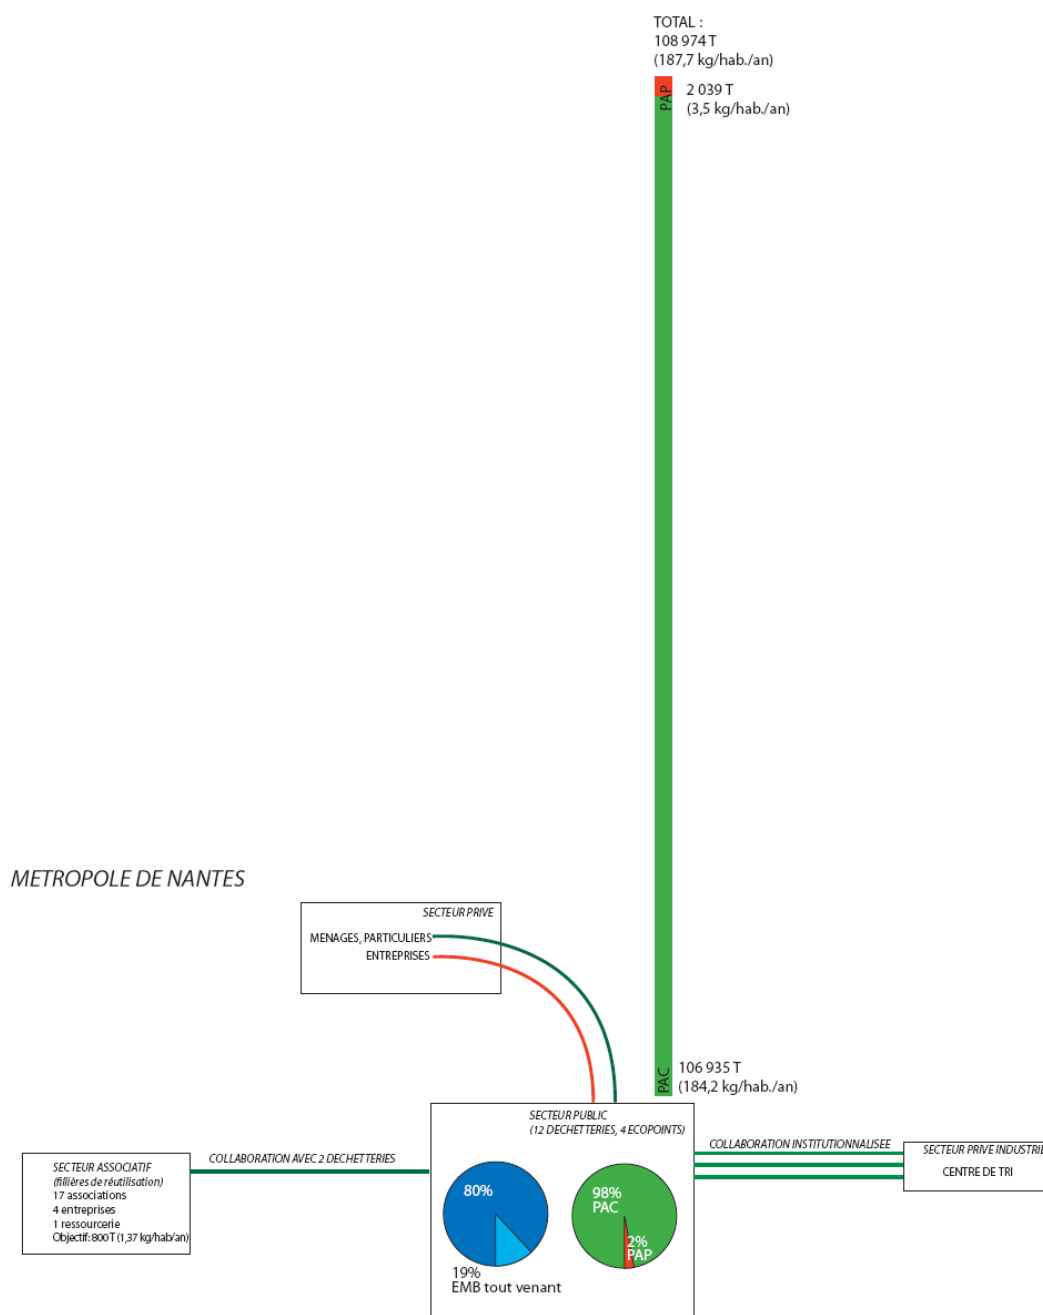 TOTAL :
108 974 T
(187,7 kg/hab./an)
PAP
2 039 T
(3,5 kg/hab./an)
METROPOLE DE NANTES
SECTEUR PRIVE
MENAGES, PARTICULIERS
ENTREPRISES
PAC
106 935 T
(184,2 kg/hab./an)
SECTEUR PUBLIC
(12 DECHETTERIES, 4 ECOPOINTS)
COLLABORATION INSTITUTIONNALISEE
SECTEUR PRIVE INDUSTRIE
CENTRE DE TRI
COLLABORATION AVEC 2 DECHETTERIES
SECTEUR ASSOCIATIF
(fillières de réutilisation)
17 associations
4 entreprises
1 ressourcerie
Objectif: 800 T (1,37 kg/hab/an)
80%
19%
EMB tout venant
98%
PAC
2%
PAP